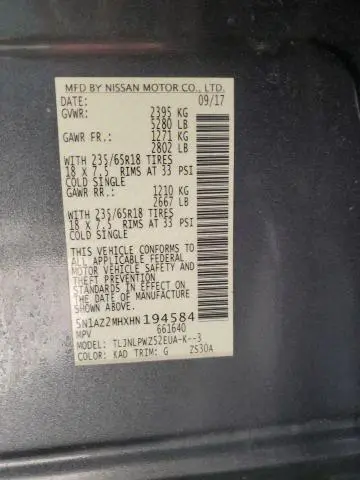 MFD BY NISSAN MOTOR CO., LTD.
DATE: 09/17
GVWR: 2395 KG
5280 LB
GAWR FR.: 1271 KG
2802 LB
WITH 235/65R18 TIRES
18 X 7.5 RIMS AT 33 PSI
COLD SINGLE
GAWR RR.: 1210 KG
2667 LB
WITH 235/65R18 TIRES
18 X 7.5 RIMS AT 33 PSI
COLD SINGLE
THIS VEHICLE CONFORMS TO
ALL APPLICABLE FEDERAL
MOTOR VEHICLE SAFETY AND
THEFT PREVENTION
STANDARDS IN EFFECT ON
THE DATE OF MANUFACTURE
SHOWN ABOVE.
5N1AZ2MHXHN194584
MPV 661640
MODEL: TLJNLPWZ52EUA-K--3
COLOR: KAD TRIM: G ZS30A